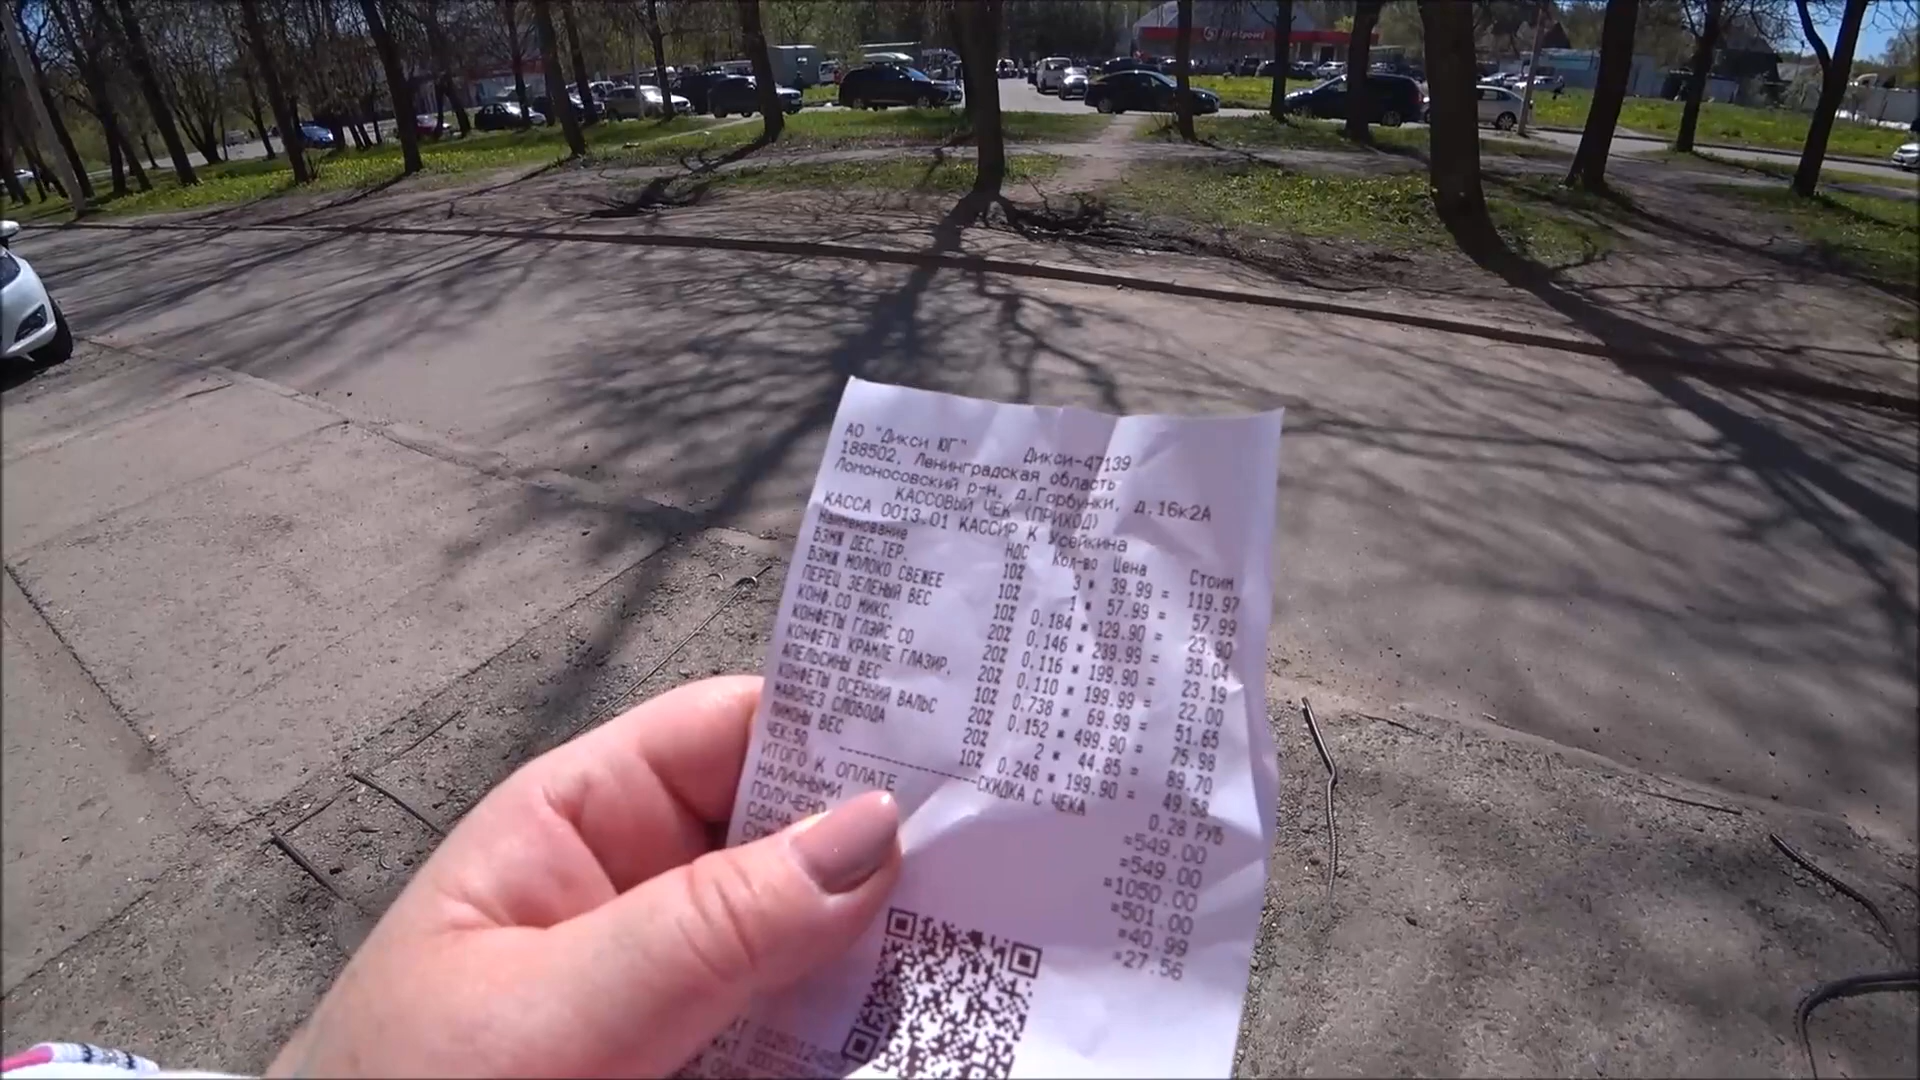 АО "Дикси ЮГ" Дикси-47139
188502, Ленинградская область
Ломоносовский р-н, д.Горбунки, д.16к2А
КАССОВЫЙ ЧЕК (ПРИХОД)
КАССА 0013.01 КАССИР К Усейкина
Наименование НДС Кол-во Цена Стоим
БЗМЖ ДЕС.ТЕР. 10% 3 * 39.99 = 119.97
БЗМЖ МОЛОКО СВЕЖЕЕ 10% 1 * 57.99 = 57.99
ПЕРЕЦ ЗЕЛЕНЫЙ ВЕС 10% 0.184 * 129.90 = 23.90
КОНФ.СО МИКС. 20% 0.146 * 239.99 = 35.04
КОНФЕТЫ ГЛЭЙС СО 20% 0.116 * 199.90 = 23.19
КОНФЕТЫ КРАМЛЕ ГЛАЗИР. 20% 0.110 * 199.99 = 22.00
АПЕЛЬСИНЫ ВЕС 10% 0.738 * 69.99 = 51.65
КОНФЕТЫ ОСЕННИЙ ВАЛЬС 20% 0.152 * 499.90 = 75.98
МАЙОНЕЗ СЛОБОДА 20% 2 * 44.85 = 89.70
ЛИМОНЫ ВЕС 10% 0.248 * 199.90 = 49.58
ЧЕК:50 СКИДКА С ЧЕКА 0.28 РУБ
ИТОГО К ОПЛАТЕ =549.00
НАЛИЧНЫМИ =549.00
ПОЛУЧЕНО =1050.00
СДАЧА =501.00
=40.99
=27.56